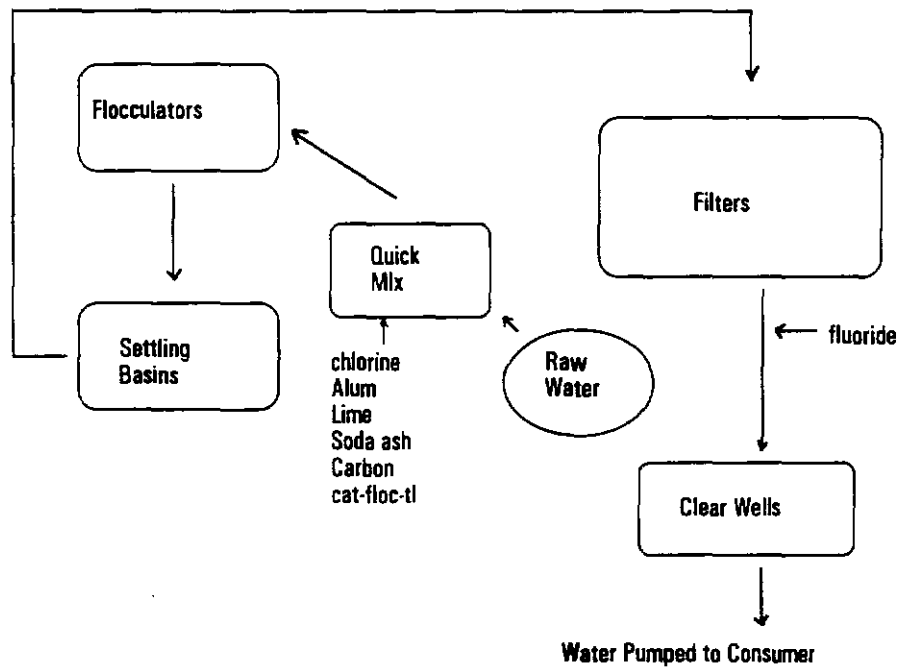 Flocculators
Filters
Quick
MIx
fluoride
Settling
Basins
Raw
Water
chlorine
Alum
Lime
Soda ash
Carbon
cat-floc-tl
Clear Wells
Water Pumped to Consumer